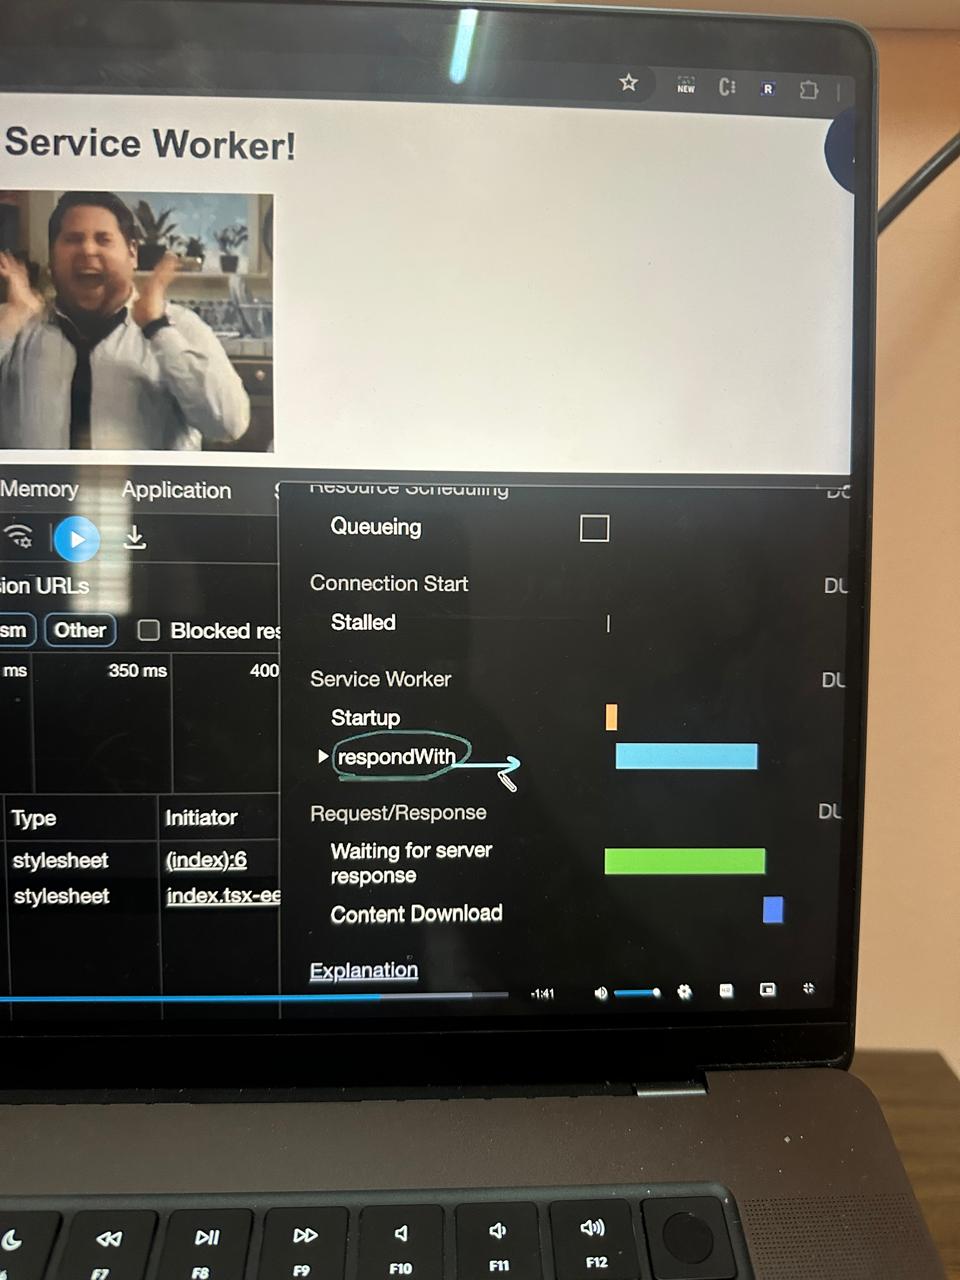 NEW
R
Service Worker!
Memory
Application
Resource Scheduling
Queueing
ion URLs
Connection Start
DU
sm
Other
Blocked res
Stalled
ms
350 ms
400
Service Worker
DU
Startup
respondWith
Type
Initiator
Request/Response
DU
stylesheet
(index):6
Waiting for server
response
stylesheet
index.tsx-ee
Content Download
Explanation
-1:41
F7
F8
F9
F10
F11
F12